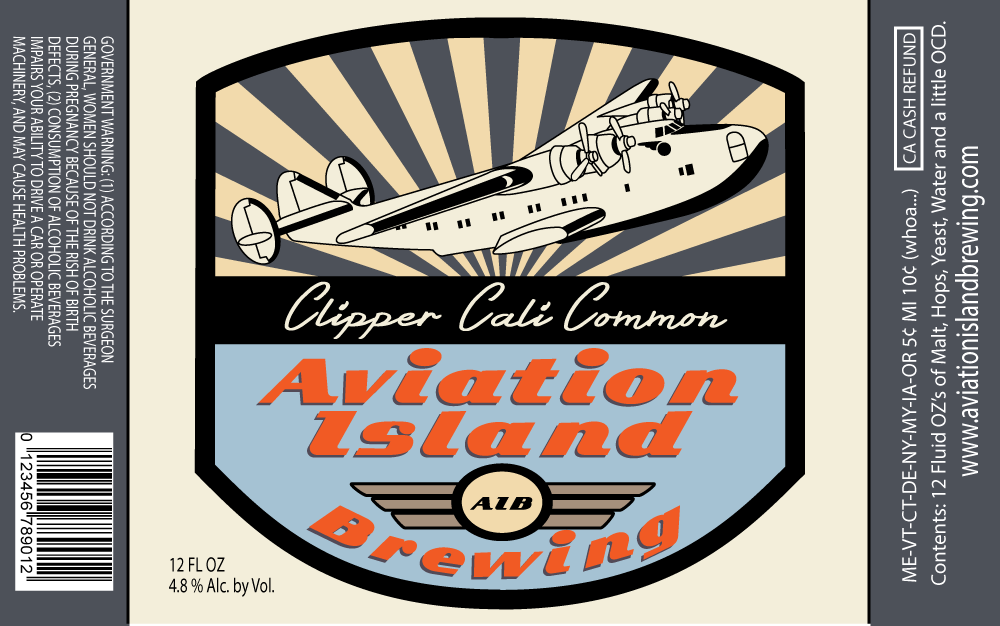 GOVERNMENT WARNING: (1) ACCORDING TO THE SURGEON
GENERAL, WOMEN SHOULD NOT DRINK ALCOHOLIC BEVERAGES
DURING PREGNANCY BECAUSE OF THE RISH OF BIRTH
DEFECTS, (2) CONSUMPTION OF ALCOHOLIC BEVERAGES
IMPAIRS YOUR ABILITY TO DRIVE A CAR OR OPERATE
MACHINERY, AND MAY CAUSE HEALTH PROBLEMS.
0 123456 789012
Clipper Cali Common
Aviation
Island
AIB
Brewing
12 FL OZ
4.8 % Alc. by Vol.
ME-VT-CT-DE-NY-MY-IA-OR 5¢ MI 10¢ (whoa...) CA CASH REFUND
Contents: 12 Fluid OZ's of Malt, Hops, Yeast, Water and a little OCD.
www.aviationislandbrewing.com